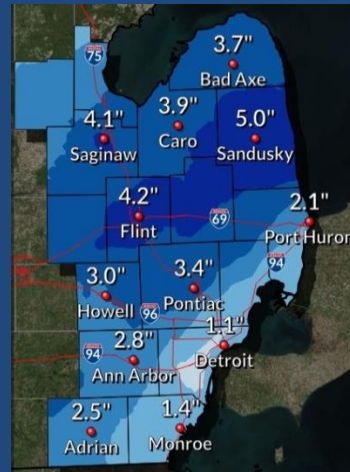 3.7"
Bad Axe
75
4.1"
Saginaw
3.9"
Caro
5.0"
Sandusky
4.2"
Flint
69
2.1"
Port Huron
94
3.0"
Howell
3.4"
Pontiac
96
1.1"
Detroit
94
2.8"
Ann Arbor
2.5"
Adrian
1.4"
Monroe